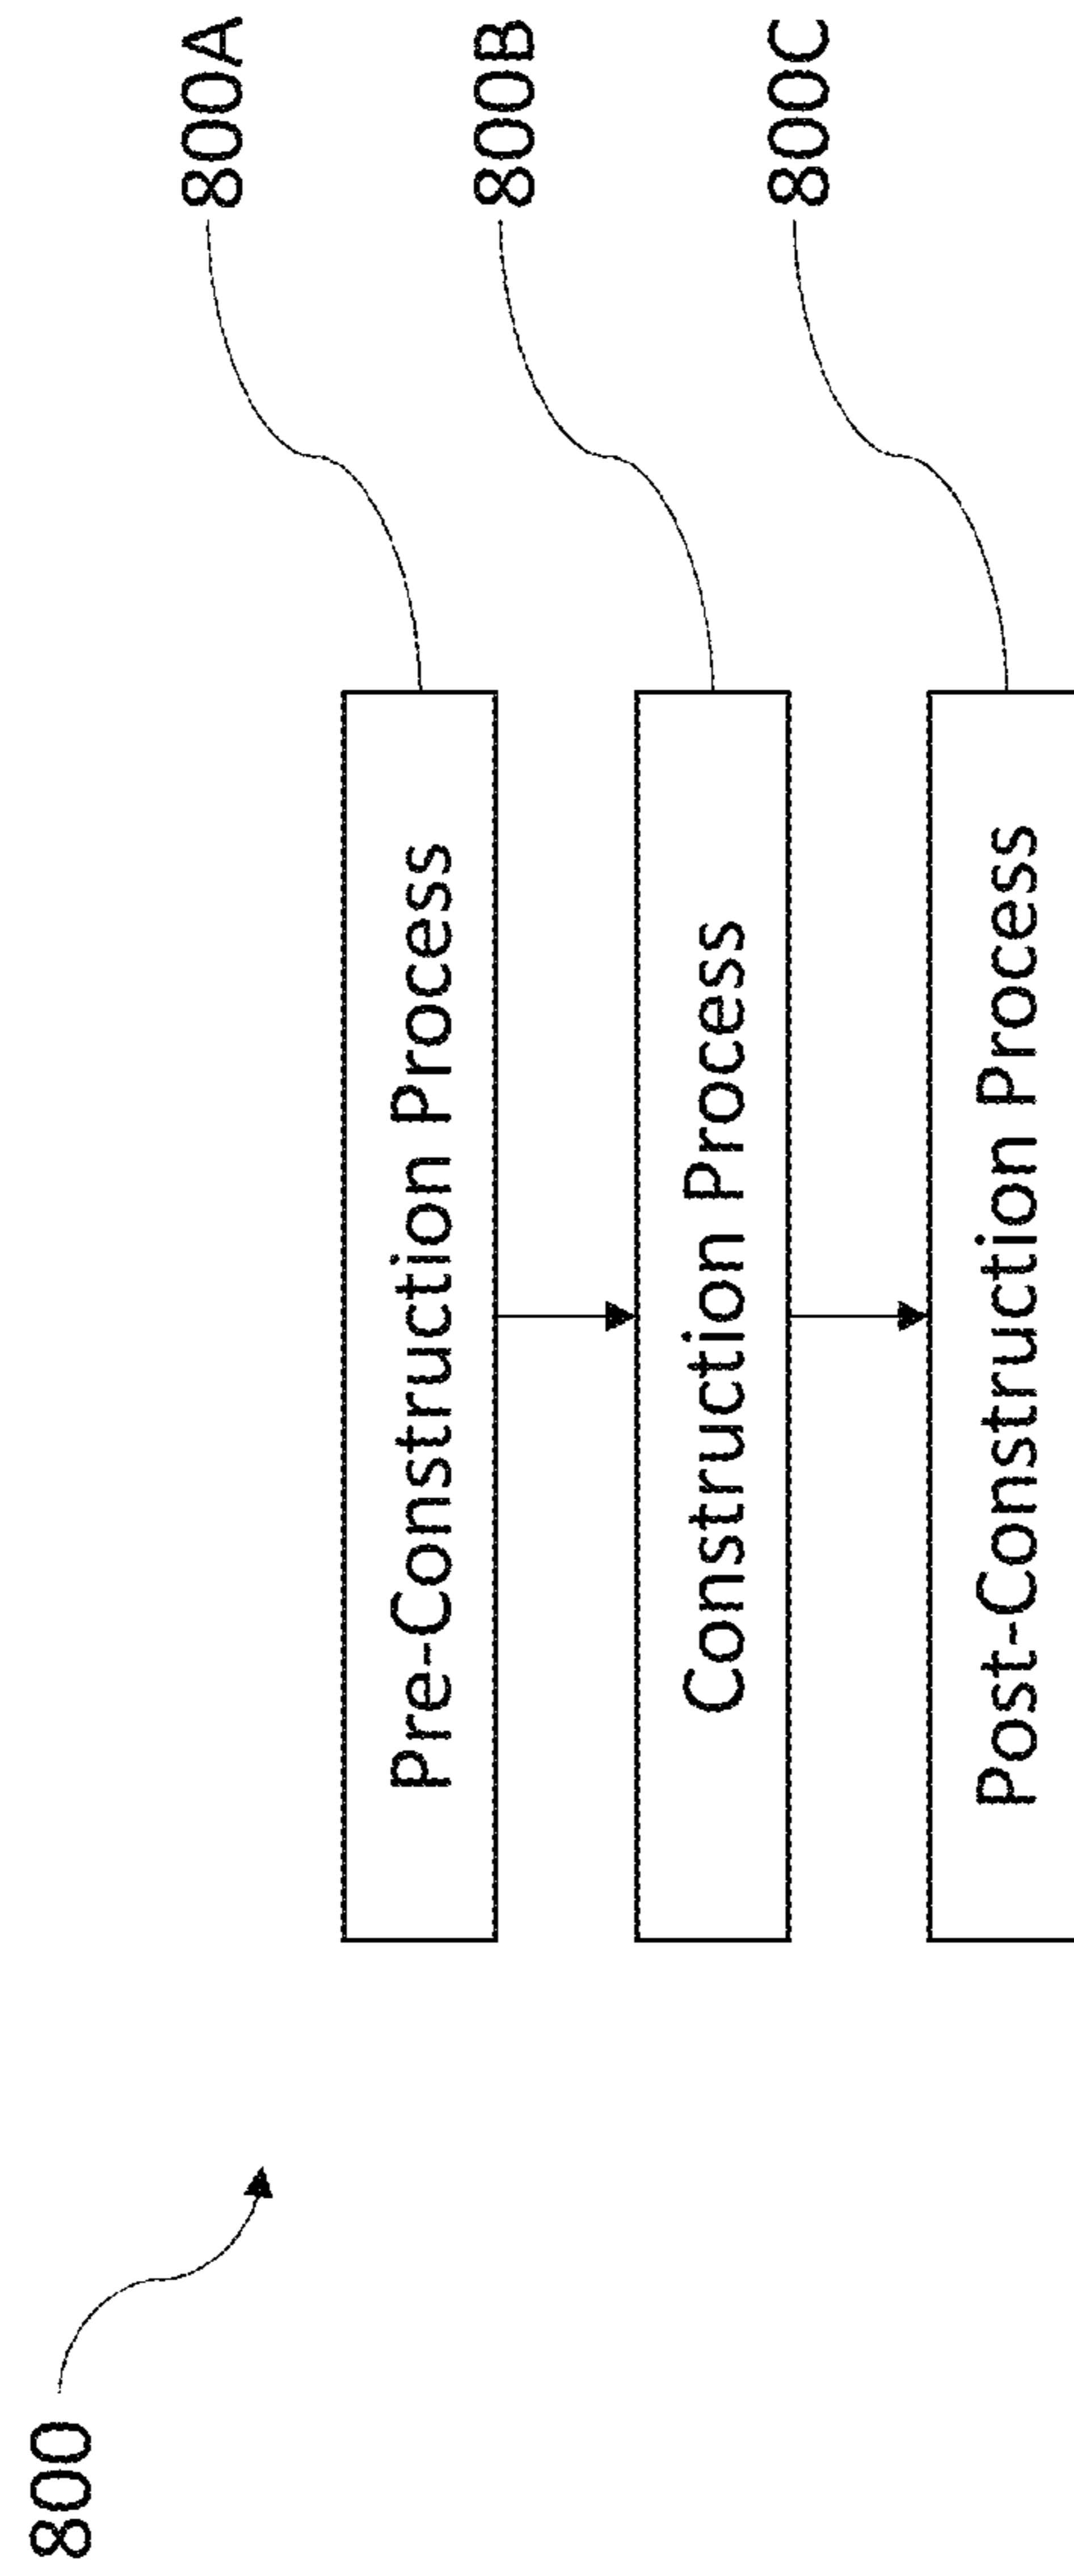 800
800A
Pre-Construction Process
800B
Construction Process
800C
Post-Construction Process